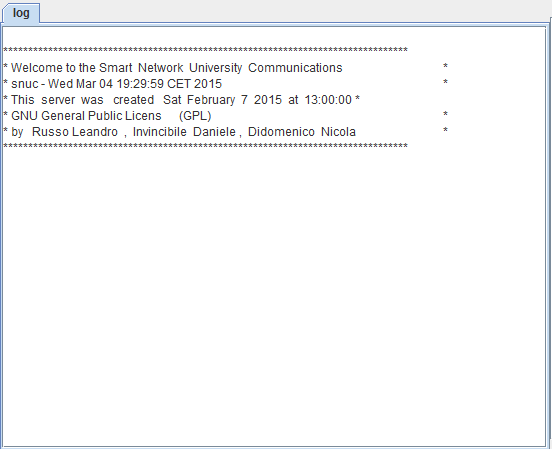 log
*********************************************************************************
* Welcome to the Smart Network University Communications *
* snuc - Wed Mar 04 19:29:59 CET 2015 *
* This server was created Sat February 7 2015 at 13:00:00 *
* GNU General Public Licens (GPL) *
* by Russo Leandro , Invincibile Daniele , Didomenico Nicola *
*********************************************************************************